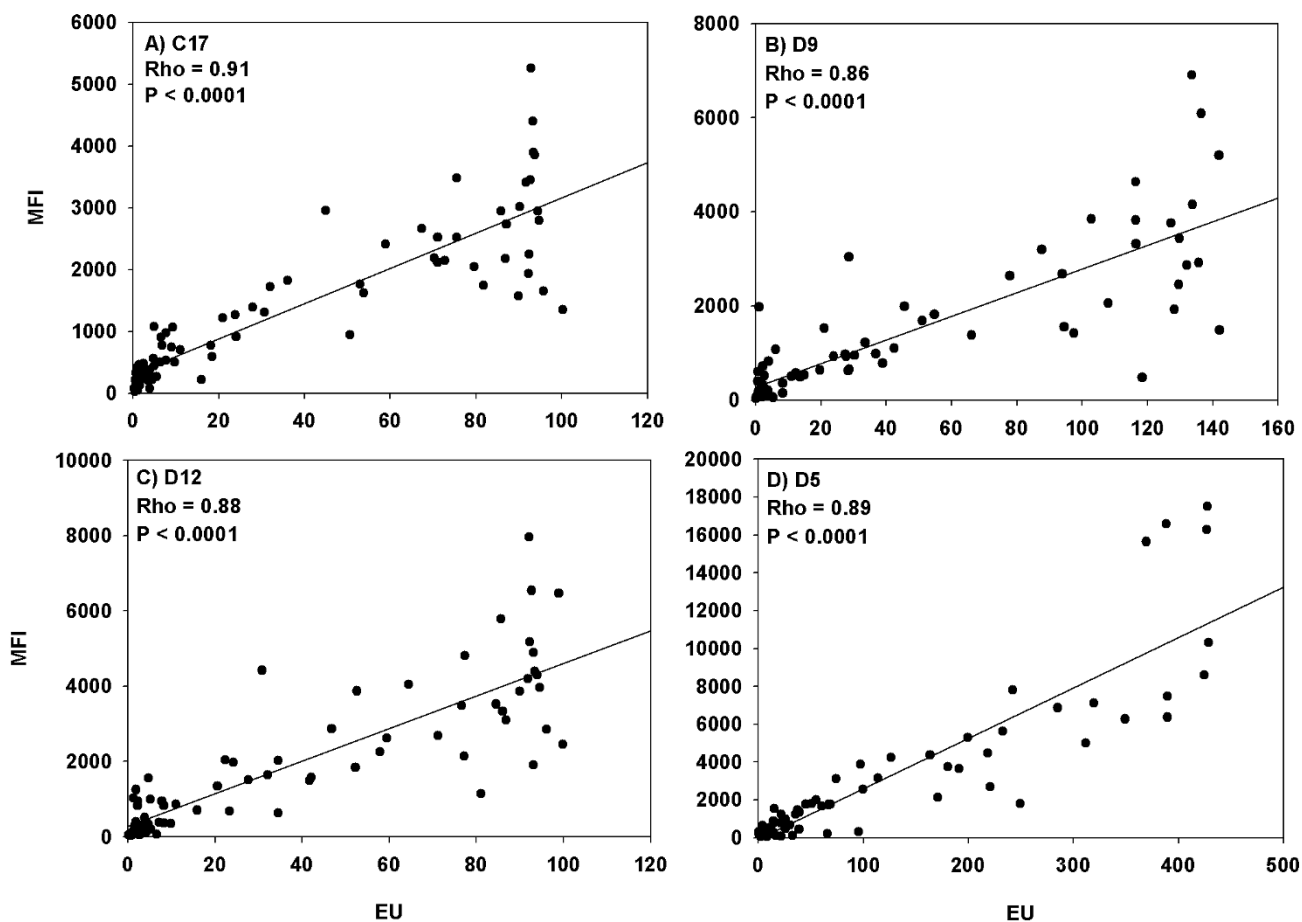 A) C17
Rho = 0.91
P < 0.0001
6000
5000
4000
3000
2000
1000
0
MFI
0 20 40 60 80 100 120
B) D9
Rho = 0.86
P < 0.0001
8000
6000
4000
2000
0
0 20 40 60 80 100 120 140 160
C) D12
Rho = 0.88
P < 0.0001
10000
8000
6000
4000
2000
0
MFI
0 20 40 60 80 100 120
EU
D) D5
Rho = 0.89
P < 0.0001
20000
18000
16000
14000
12000
10000
8000
6000
4000
2000
0
0 100 200 300 400 500
EU